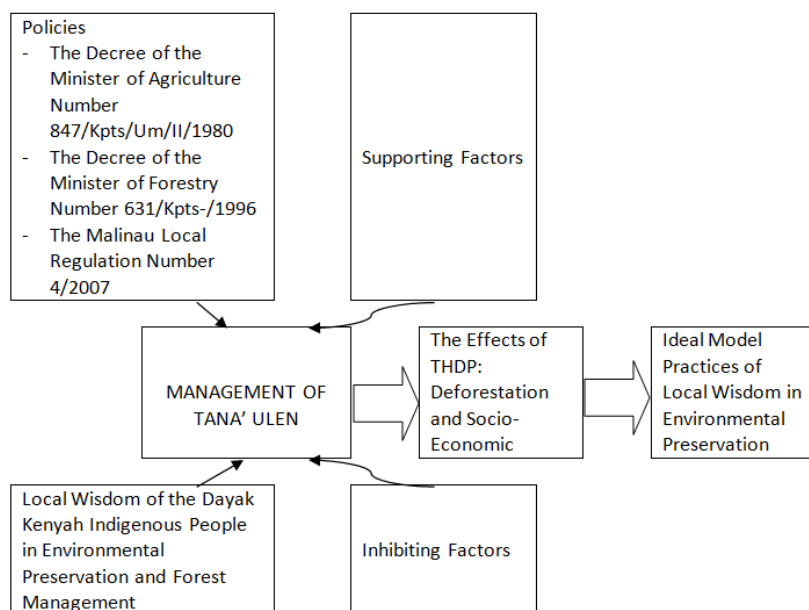 Policies
- The Decree of the
Minister of Agriculture
Number
847/Kpts/Um/II/1980
- The Decree of the
Minister of Forestry
Number 631/Kpts-/1996
- The Malinau Local
Regulation Number
4/2007
Supporting Factors
MANAGEMENT OF
TANA’ ULEN
The Effects of
THDP:
Deforestation
and Socio-
Economic
Ideal Model
Practices of
Local Wisdom in
Environmental
Preservation
Local Wisdom of the Dayak
Kenyah Indigenous People
in Environmental
Preservation and Forest
Management
Inhibiting Factors